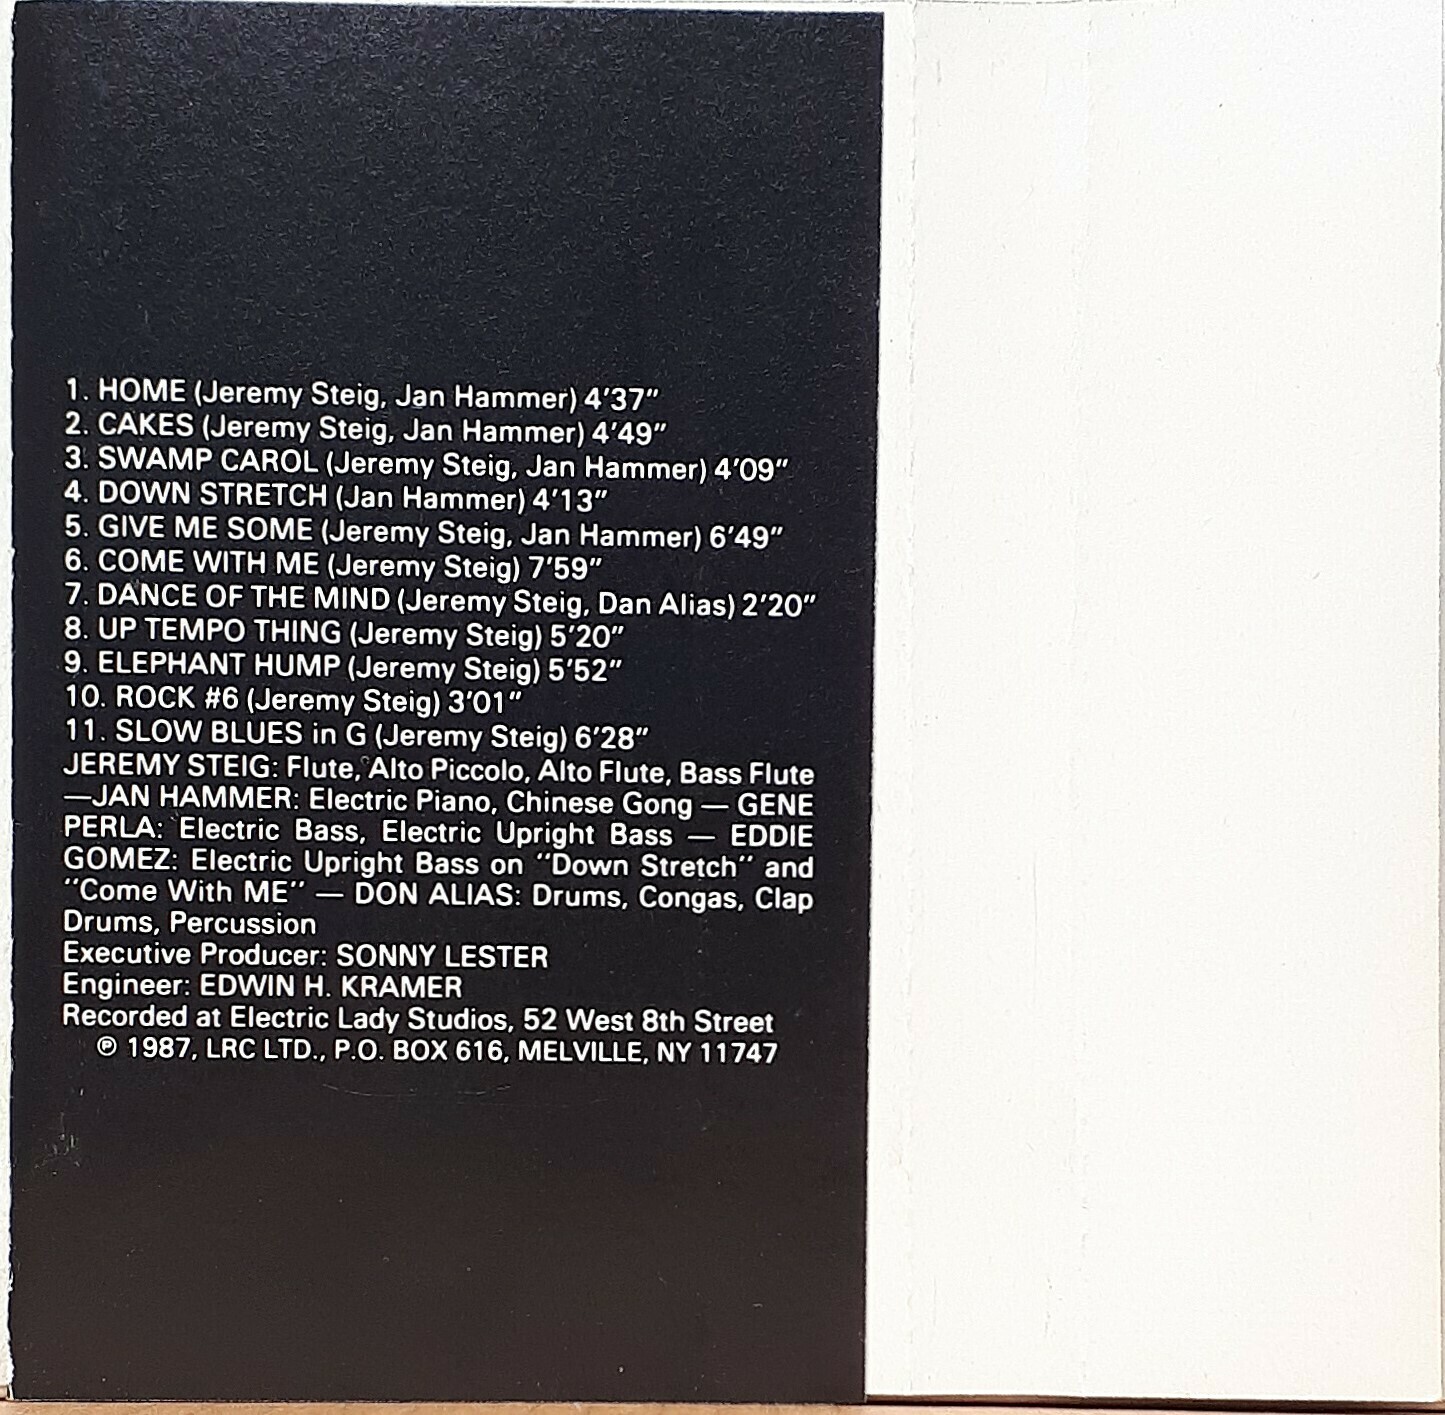 1. HOME (Jeremy Steig, Jan Hammer) 4'37"
2. CAKES (Jeremy Steig, Jan Hammer) 4'49"
3. SWAMP CAROL (Jeremy Steig, Jan Hammer) 4'09"
4. DOWN STRETCH (Jan Hammer) 4'13"
5. GIVE ME SOME (Jeremy Steig, Jan Hammer) 6'49"
6. COME WITH ME (Jeremy Steig) 7'59"
7. DANCE OF THE MIND (Jeremy Steig, Dan Alias) 2'20"
8. UP TEMPO THING (Jeremy Steig) 5'20"
9. ELEPHANT HUMP (Jeremy Steig) 5'52"
10. ROCK #6 (Jeremy Steig) 3'01"
11. SLOW BLUES in G (Jeremy Steig) 6'28"
JEREMY STEIG: Flute, Alto Piccolo, Alto Flute, Bass Flute
—JAN HAMMER: Electric Piano, Chinese Gong — GENE
PERLA: Electric Bass, Electric Upright Bass — EDDIE
GOMEZ: Electric Upright Bass on "Down Stretch" and
"Come With ME" — DON ALIAS: Drums, Congas, Clap
Drums, Percussion
Executive Producer: SONNY LESTER
Engineer: EDWIN H. KRAMER
Recorded at Electric Lady Studios, 52 West 8th Street
℗ 1987, LRC LTD., P.O. BOX 616, MELVILLE, NY 11747